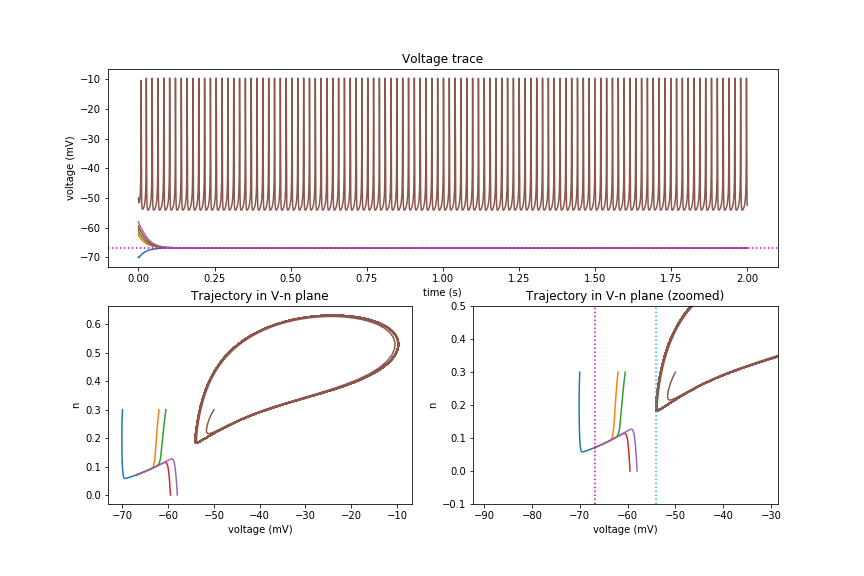 Voltage trace
voltage (mV)
−10
−20
−30
−40
−50
−60
−70
0.00 0.25 0.50 0.75 1.00 1.25 1.50 1.75 2.00
time (s)
Trajectory in V-n plane
n
0.6
0.5
0.4
0.3
0.2
0.1
0.0
−70 −60 −50 −40 −30 −20 −10
voltage (mV)
Trajectory in V-n plane (zoomed)
n
0.5
0.4
0.3
0.2
0.1
0.0
−0.1
−90 −80 −70 −60 −50 −40 −30
voltage (mV)